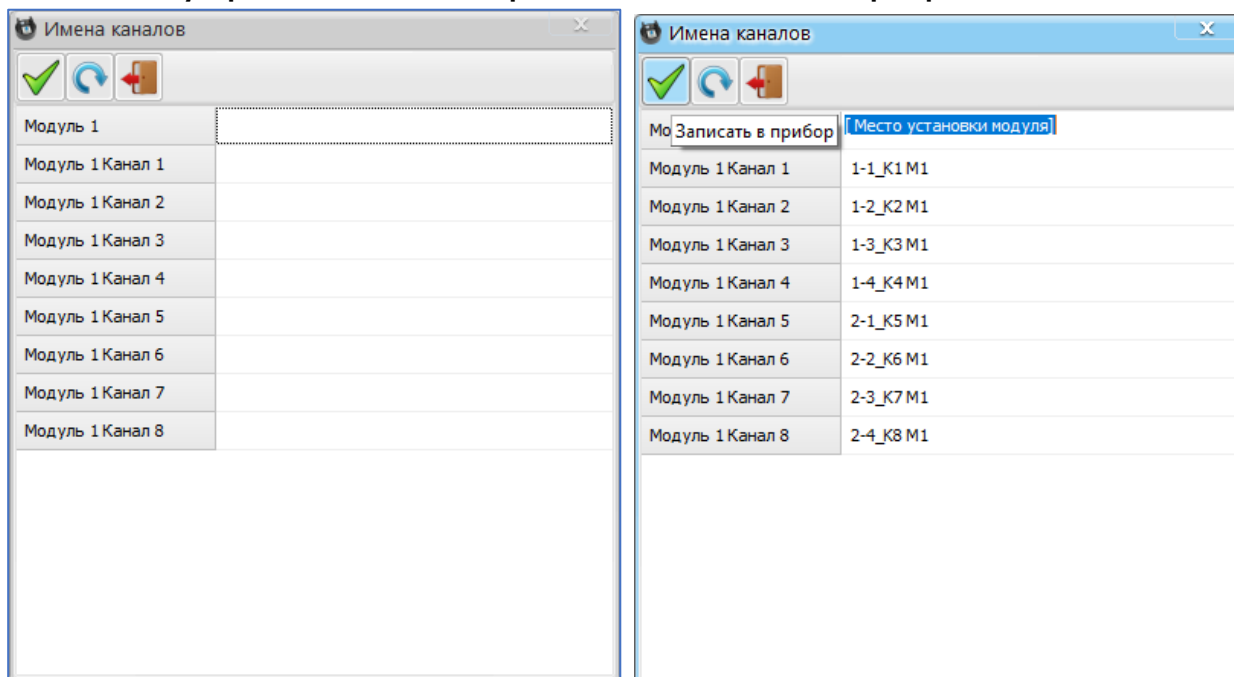 Имена каналов
Модуль 1
Модуль 1 Канал 1
Модуль 1 Канал 2
Модуль 1 Канал 3
Модуль 1 Канал 4
Модуль 1 Канал 5
Модуль 1 Канал 6
Модуль 1 Канал 7
Модуль 1 Канал 8
Имена каналов
Мо Записать в прибор [ Место установки модуля]
Модуль 1 Канал 1 1-1_К1 М1
Модуль 1 Канал 2 1-2_К2 М1
Модуль 1 Канал 3 1-3_К3 М1
Модуль 1 Канал 4 1-4_К4 М1
Модуль 1 Канал 5 2-1_К5 М1
Модуль 1 Канал 6 2-2_К6 М1
Модуль 1 Канал 7 2-3_К7 М1
Модуль 1 Канал 8 2-4_К8 М1